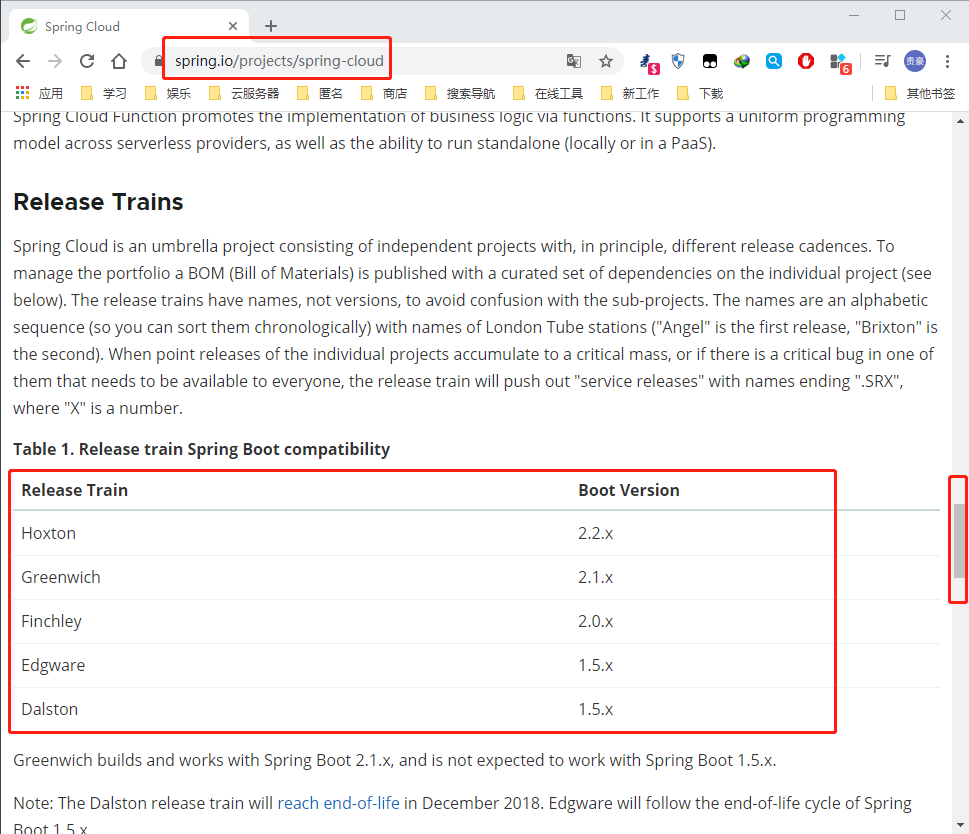 Spring Cloud
spring.io/projects/spring-cloud
$
6
贵豪
应用
学习
娱乐
云服务器
匿名
商店
搜索导航
在线工具
新工作
下载
其他书签
Spring Cloud Function promotes the implementation of business logic via functions. It supports a uniform programming
model across serverless providers, as well as the ability to run standalone (locally or in a PaaS).
Release Trains
Spring Cloud is an umbrella project consisting of independent projects with, in principle, different release cadences. To
manage the portfolio a BOM (Bill of Materials) is published with a curated set of dependencies on the individual project (see
below). The release trains have names, not versions, to avoid confusion with the sub-projects. The names are an alphabetic
sequence (so you can sort them chronologically) with names of London Tube stations ("Angel" is the first release, "Brixton" is
the second). When point releases of the individual projects accumulate to a critical mass, or if there is a critical bug in one of
them that needs to be available to everyone, the release train will push out "service releases" with names ending ".SRX",
where "X" is a number.
Table 1. Release train Spring Boot compatibility
Release Train Boot Version
Hoxton 2.2.x
Greenwich 2.1.x
Finchley 2.0.x
Edgware 1.5.x
Dalston 1.5.x
Greenwich builds and works with Spring Boot 2.1.x, and is not expected to work with Spring Boot 1.5.x.
Note: The Dalston release train will reach end-of-life in December 2018. Edgware will follow the end-of-life cycle of Spring
Boot 1.5.x